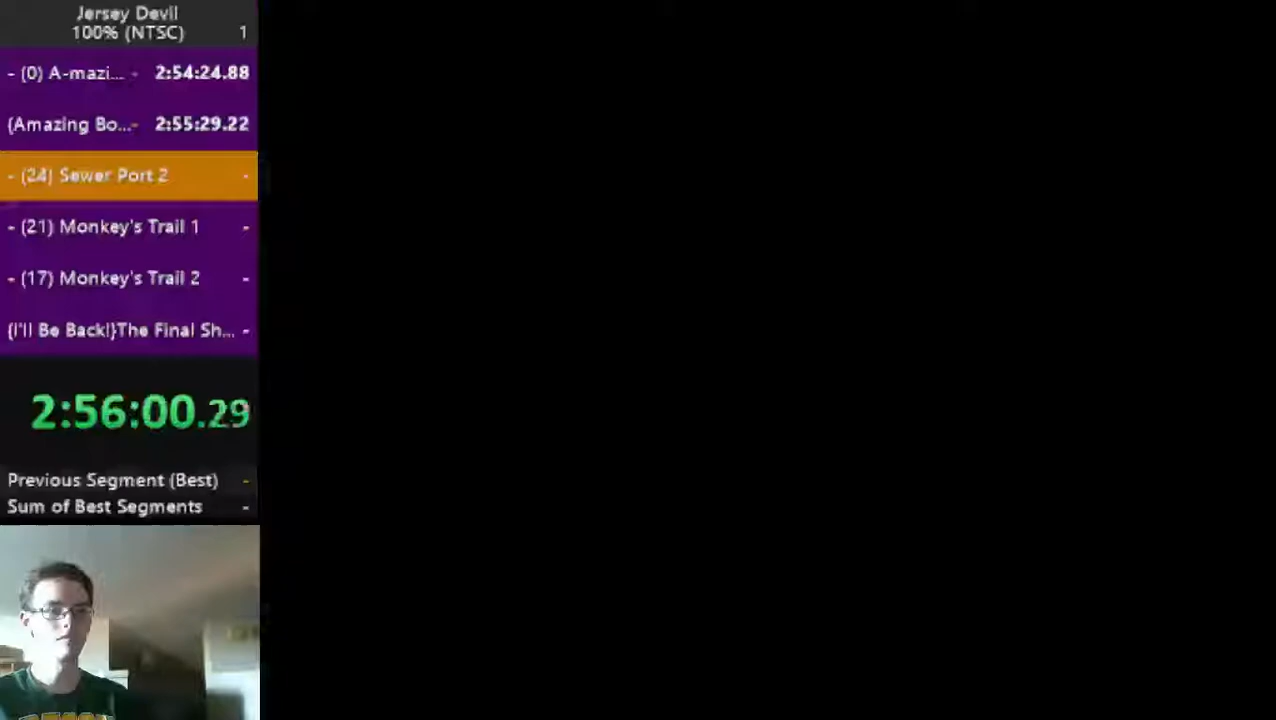 Jersey Devil
100% (NTSC) 1
- (0) A-mazi... - 2:54:24.88
(Amazing Bo...- 2:55:29.22
- (24) Sewer Port 2 -
- (21) Monkey's Trail 1 -
- (17) Monkey's Trail 2 -
{I'll Be Back!}The Final Sh... -
2:56:00.29
Previous Segment (Best) -
Sum of Best Segments -